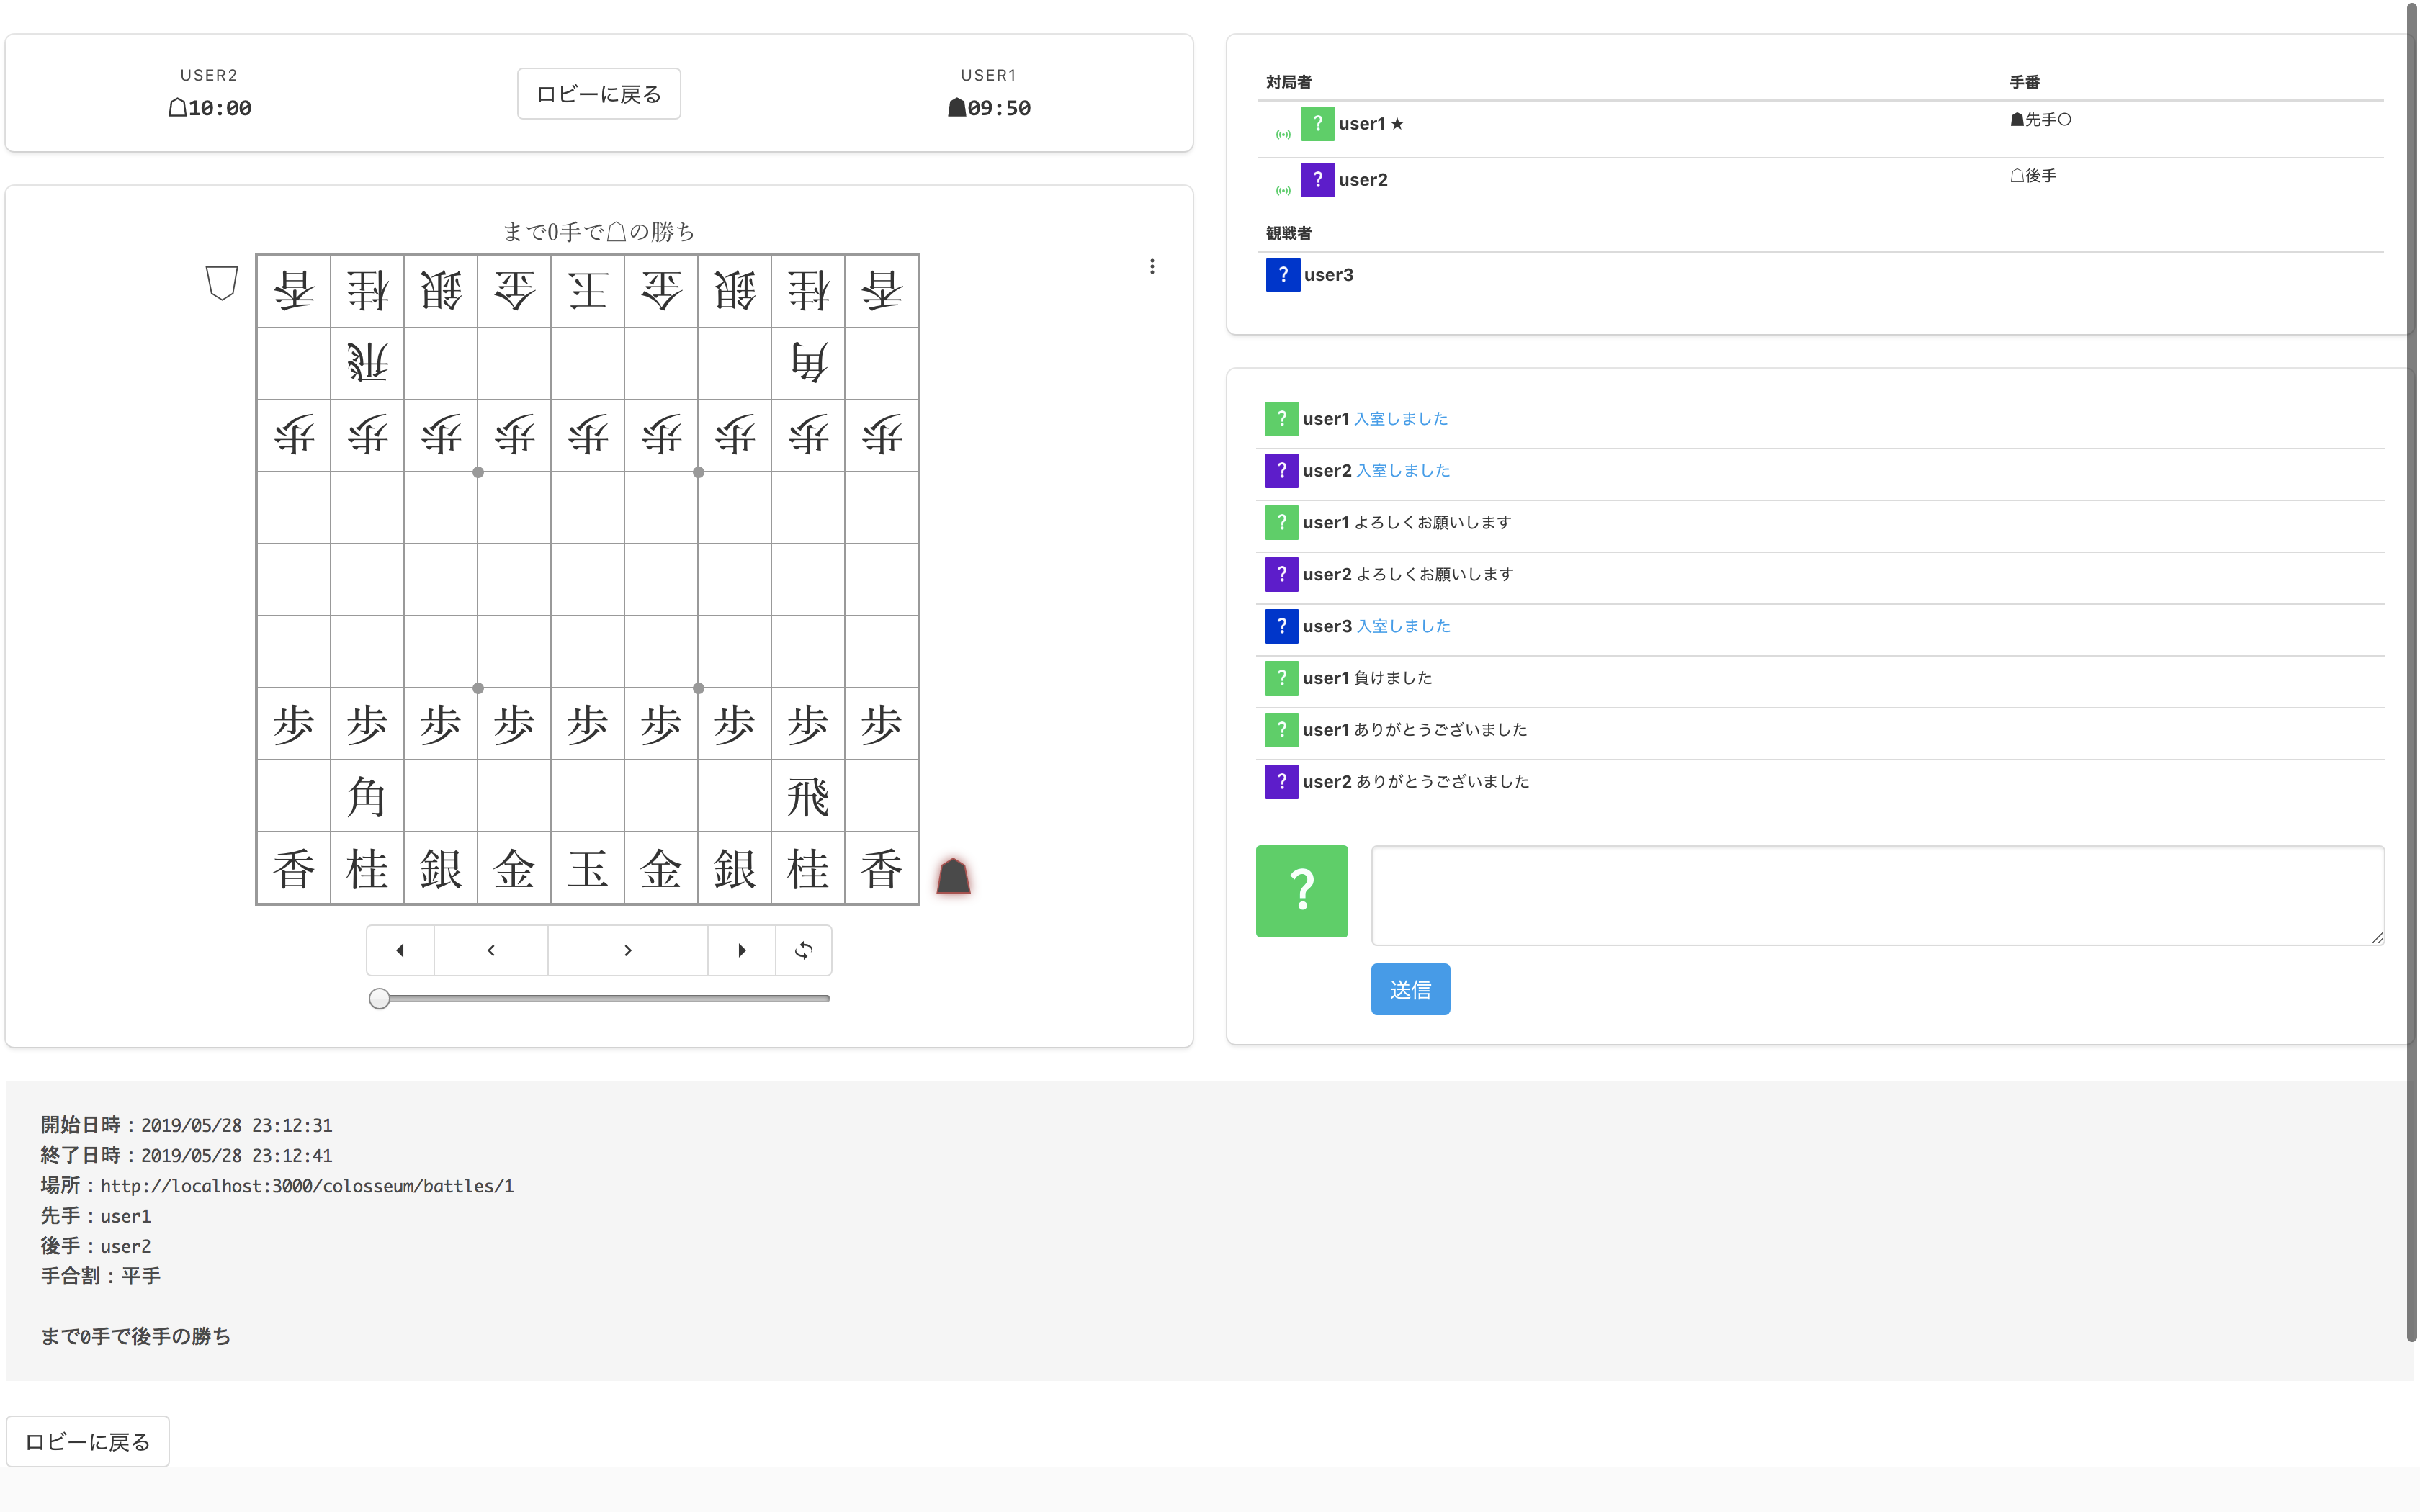 USER2
☖10:00
ロビーに戻る
USER1
☗09:50
まで0手で☖の勝ち
香桂銀金王金銀桂香
飛角
歩歩歩歩歩歩歩歩歩
歩歩歩歩歩歩歩歩歩
角飛
香桂銀金玉金銀桂香
対局者 手番
? user1 ★ ☗先手○
? user2 ☖後手
観戦者
? user3
? user1 入室しました
? user2 入室しました
? user1 よろしくお願いします
? user2 よろしくお願いします
? user3 入室しました
? user1 負けました
? user1 ありがとうございました
? user2 ありがとうございました
?
送信
開始日時：2019/05/28 23:12:31
終了日時：2019/05/28 23:12:41
場所：http://localhost:3000/colosseum/battles/1
先手：user1
後手：user2
手合割：平手
まで0手で後手の勝ち
ロビーに戻る